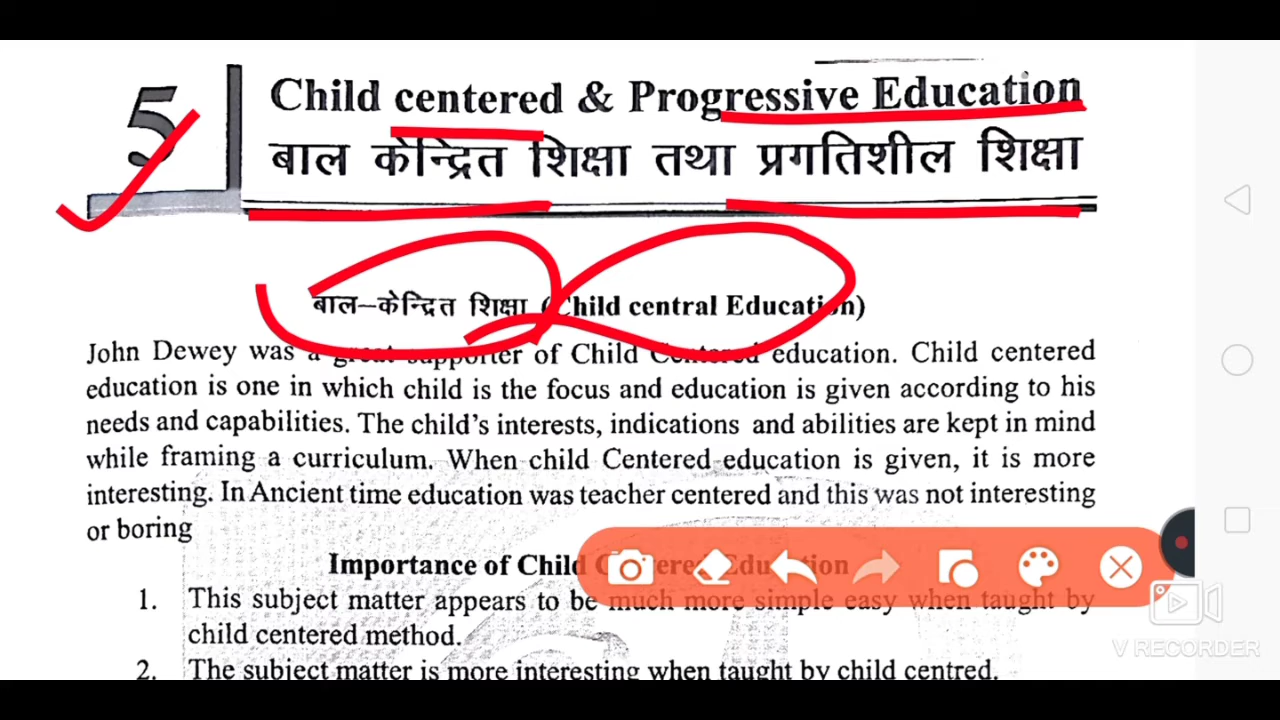 5
Child centered & Progressive Education
बाल केन्द्रित शिक्षा तथा प्रगतिशील शिक्षा
बाल–केन्द्रित शिक्षा (Child central Education)
John Dewey was a great supporter of Child Centered education. Child centered
education is one in which child is the focus and education is given according to his
needs and capabilities. The child's interests, indications and abilities are kept in mind
while framing a curriculum. When child Centered education is given, it is more
interesting. In Ancient time education was teacher centered and this was not interesting
or boring
Importance of Child Centered Education
1. This subject matter appears to be much more simple easy when taught by
child centered method.
2. The subject matter is more interesting when taught by child centred.
V RECORDER